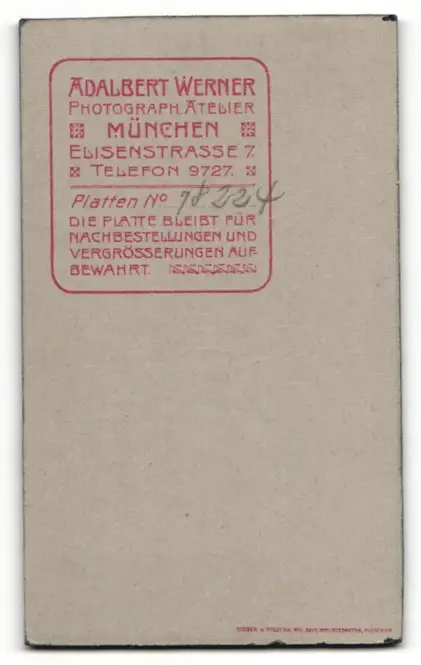 ADALBERT WERNER
PHOTOGRAPH. ATELIER
MÜNCHEN
ELISENSTRASSE 7.
TELEFON 9727.
Platten No 78224
DIE PLATTE BLEIBT FÜR
NACHBESTELLUNGEN UND
VERGRÖSSERUNGEN AUF-
BEWAHRT.
MÜNCHEN